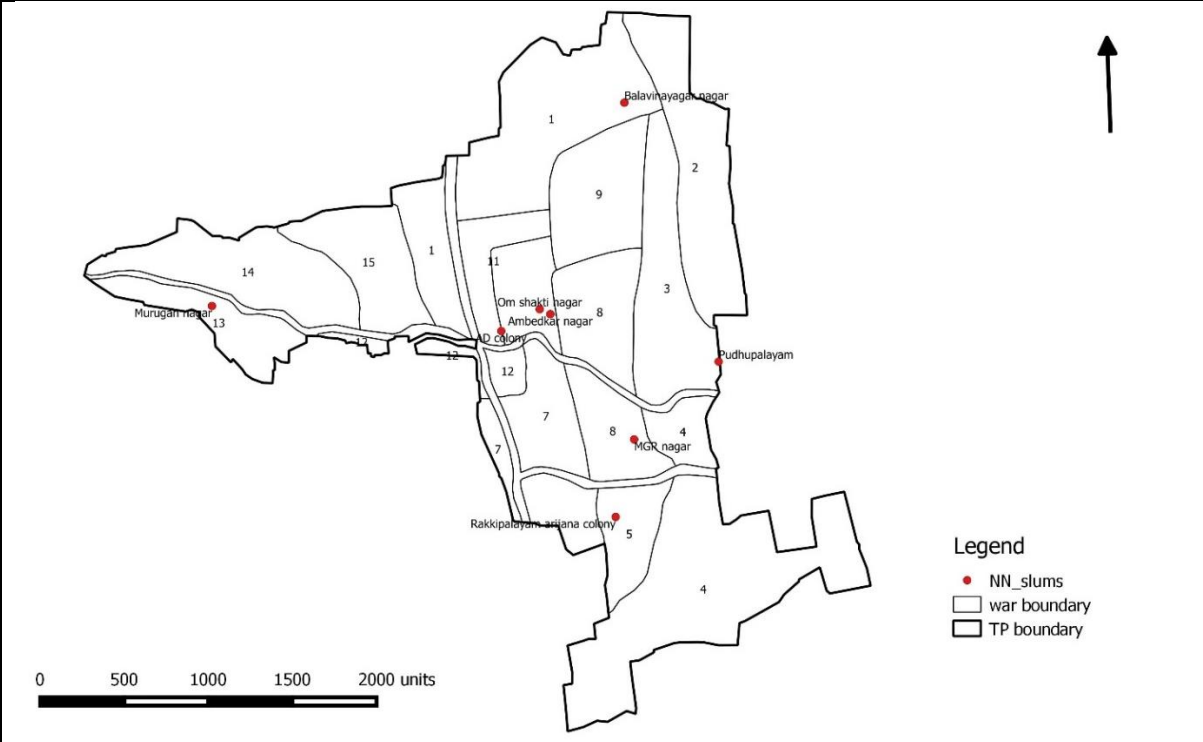 Balavinayagar nagar
1
2
9
1
11
15
14
3
Om shakti nagar
8
Murugan nagar
13
Ambedkar nagar
AD colony
12
12
Pudhupalayam
12
7
8
4
MGR nagar
7
Rakkipalayam arijana colony
5
4
Legend
NN_slums
war boundary
TP boundary
0 500 1000 1500 2000 units